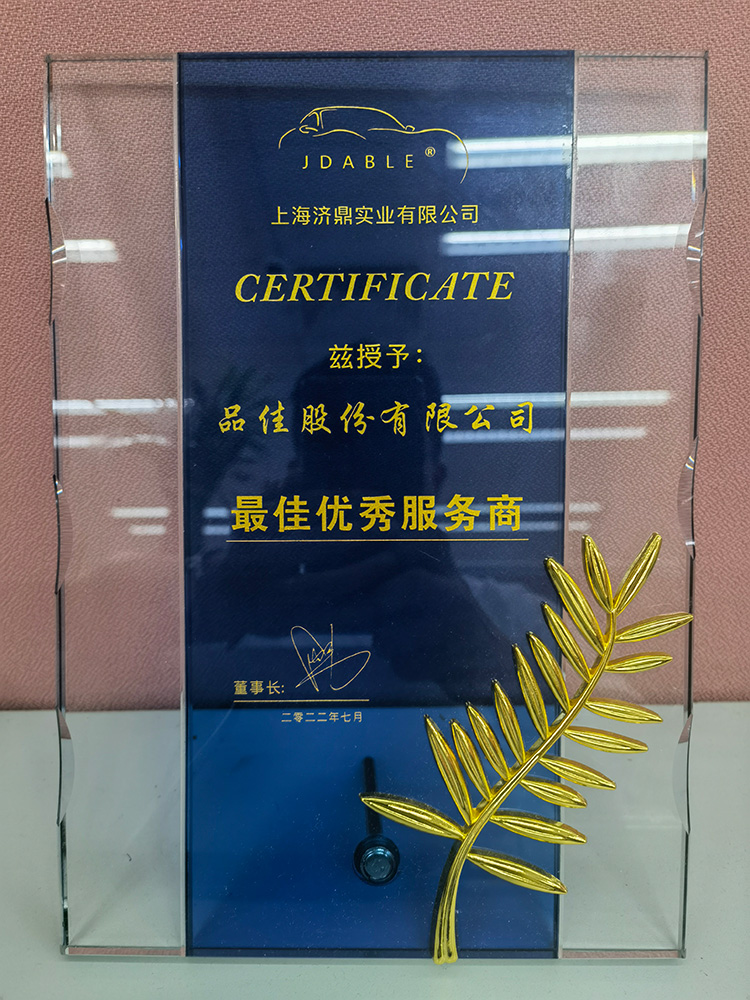 JDABLE®
上海济鼎实业有限公司
CERTIFICATE
兹授予：
品佳股份有限公司
最佳优秀服务商
董事长:
二零二二年七月